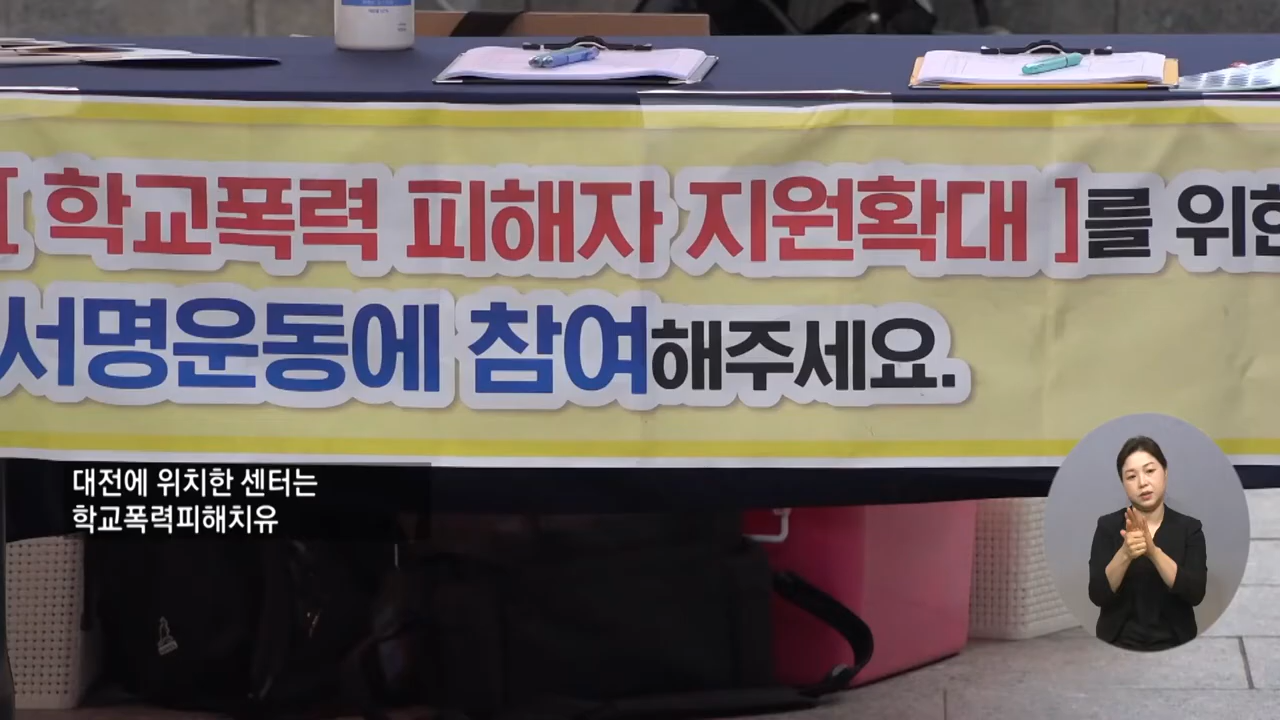 [ 학교폭력 피해자 지원확대 ]를 위한
서명운동에 참여해주세요.
대전에 위치한 센터는
학교폭력피해치유